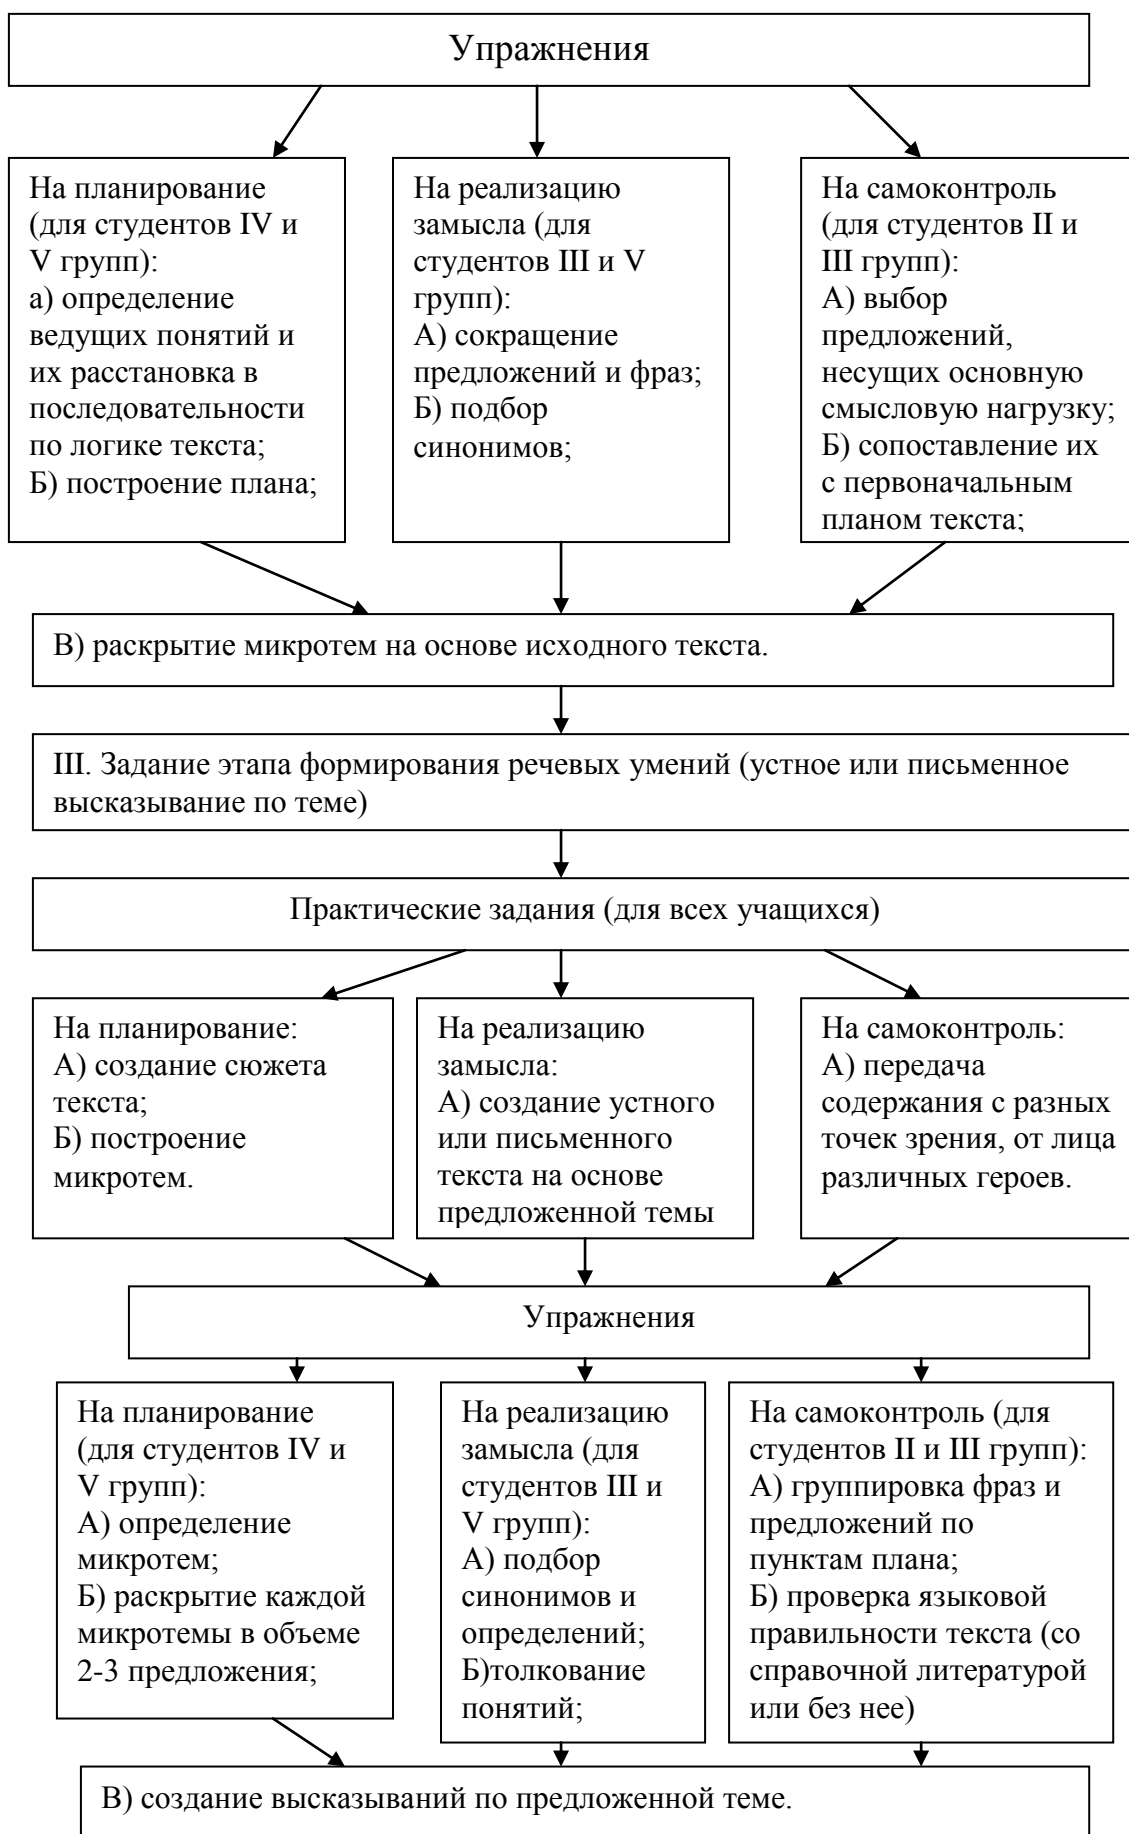 Упражнения
На планирование
(для студентов IV и
V групп):
а) определение
ведущих понятий и
их расстановка в
последовательности
по логике текста;
Б) построение плана;
На реализацию
замысла (для
студентов III и V
групп):
А) сокращение
предложений и фраз;
Б) подбор
синонимов;
На самоконтроль
(для студентов II и
III групп):
А) выбор
предложений,
несущих основную
смысловую нагрузку;
Б) сопоставление их
с первоначальным
планом текста;
В) раскрытие микротем на основе исходного текста.
III. Задание этапа формирования речевых умений (устное или письменное
высказывание по теме)
Практические задания (для всех учащихся)
На планирование:
А) создание сюжета
текста;
Б) построение
микротем.
На реализацию
замысла:
А) создание устного
или письменного
текста на основе
предложенной темы
На самоконтроль:
А) передача
содержания с разных
точек зрения, от лица
различных героев.
Упражнения
На планирование
(для студентов IV и
V групп):
А) определение
микротем;
Б) раскрытие каждой
микротемы в объеме
2-3 предложения;
На реализацию
замысла (для
студентов III и
V групп):
А) подбор
синонимов и
определений;
Б)толкование
понятий;
На самоконтроль (для
студентов II и III групп):
А) группировка фраз и
предложений по
пунктам плана;
Б) проверка языковой
правильности текста (со
справочной литературой
или без нее)
В) создание высказываний по предложенной теме.